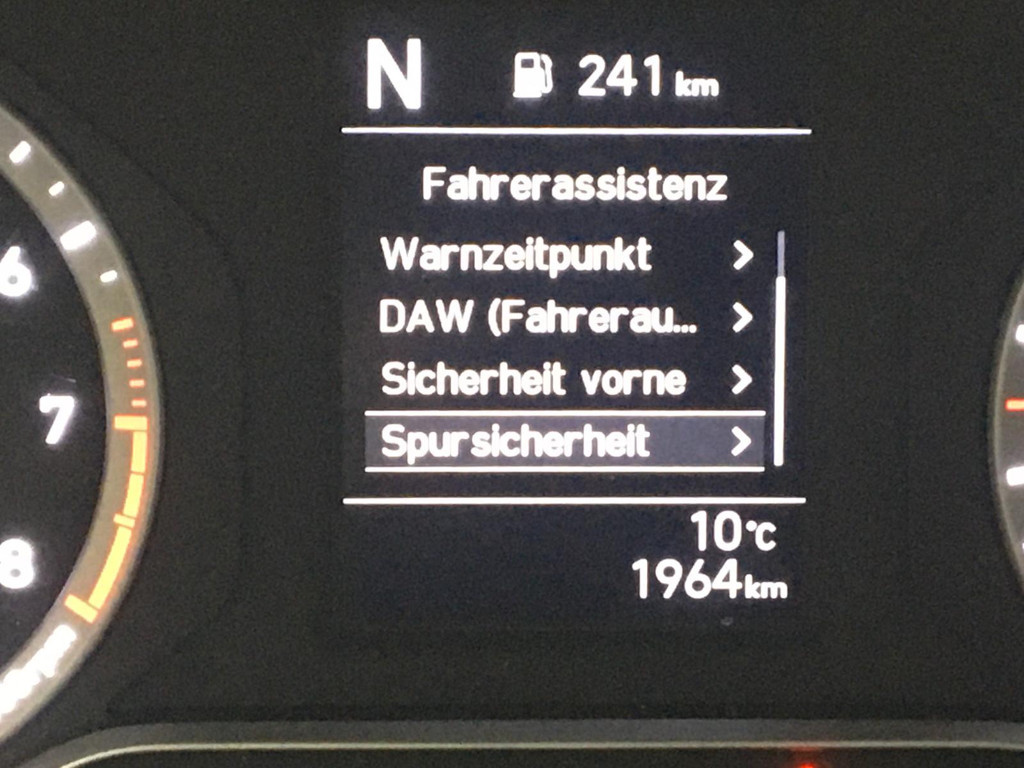 N 241 km
Fahrerassistenz
Warnzeitpunkt >
DAW (Fahrerau... >
Sicherheit vorne >
Spursicherheit >
10°C
1964km
6
7
8